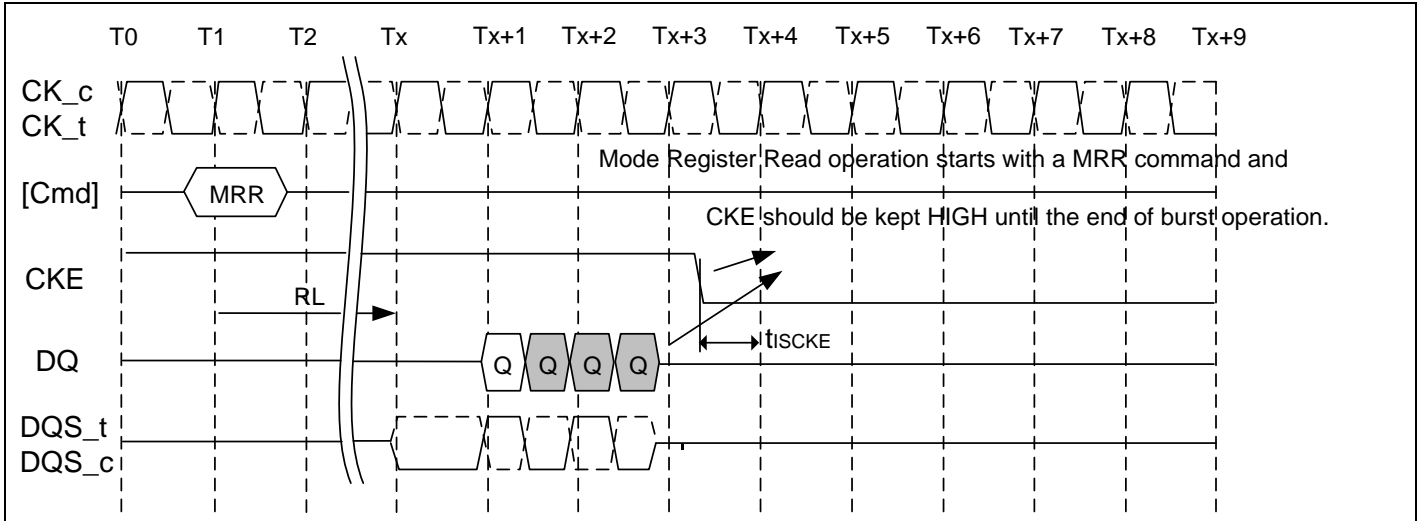 T0 T1 T2 Tx Tx+1 Tx+2 Tx+3 Tx+4 Tx+5 Tx+6 Tx+7 Tx+8 Tx+9
CK_c
CK_t
Mode Register Read operation starts with a MRR command and
[Cmd] MRR
CKE should be kept HIGH until the end of burst operation.
CKE
RL
tISCKE
DQ Q Q Q Q
DQS_t
DQS_c